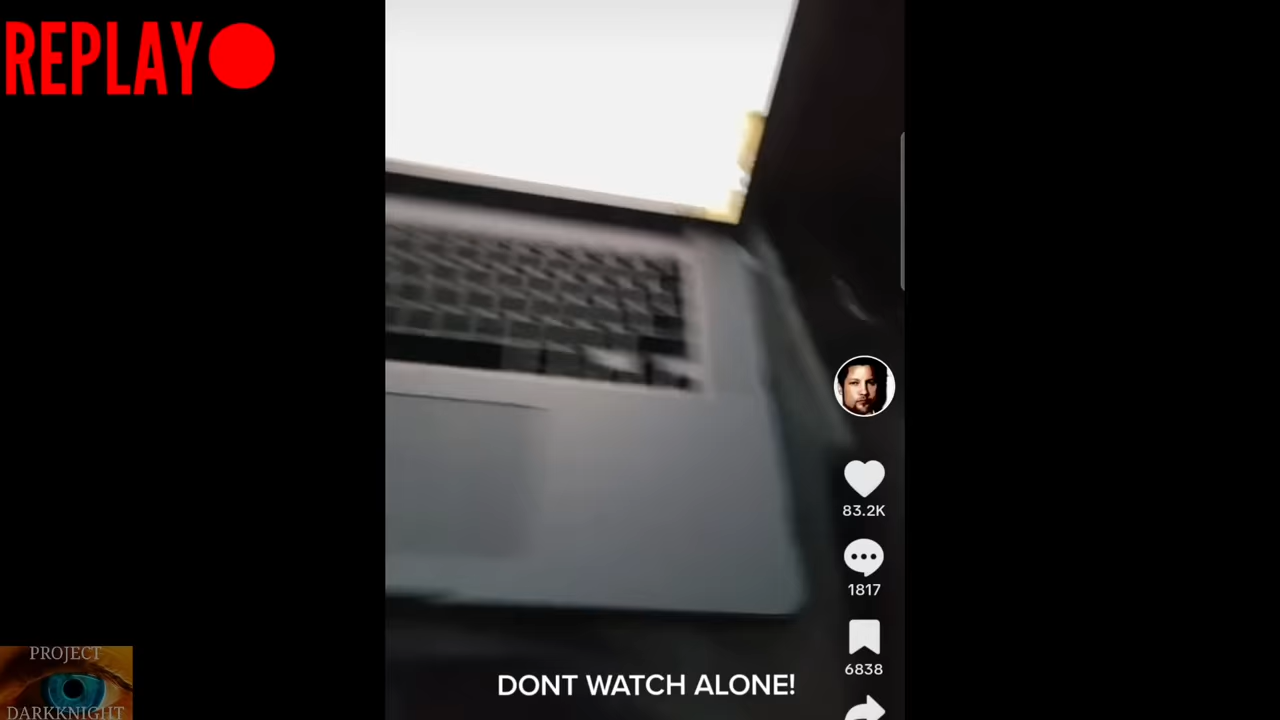 REPLAY
83.2K
1817
6838
DONT WATCH ALONE!
PROJECT
DARKKNIGHT